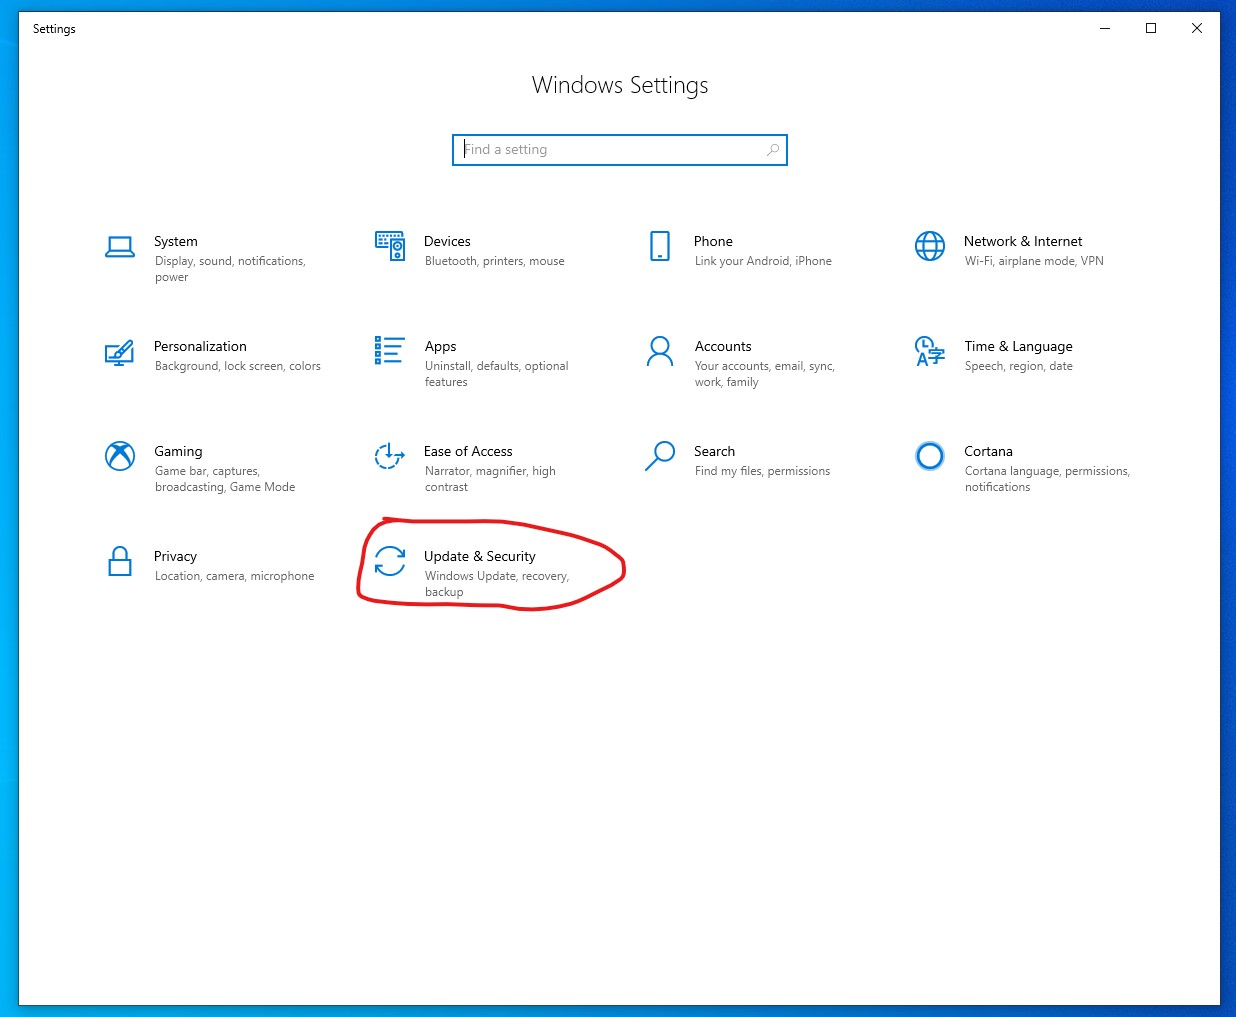 Settings
Windows Settings
Find a setting
System
Display, sound, notifications,
power
Devices
Bluetooth, printers, mouse
Phone
Link your Android, iPhone
Network & Internet
Wi-Fi, airplane mode, VPN
Personalization
Background, lock screen, colors
Apps
Uninstall, defaults, optional
features
Accounts
Your accounts, email, sync,
work, family
Time & Language
Speech, region, date
Gaming
Game bar, captures,
broadcasting, Game Mode
Ease of Access
Narrator, magnifier, high
contrast
Search
Find my files, permissions
Cortana
Cortana language, permissions,
notifications
Privacy
Location, camera, microphone
Update & Security
Windows Update, recovery,
backup